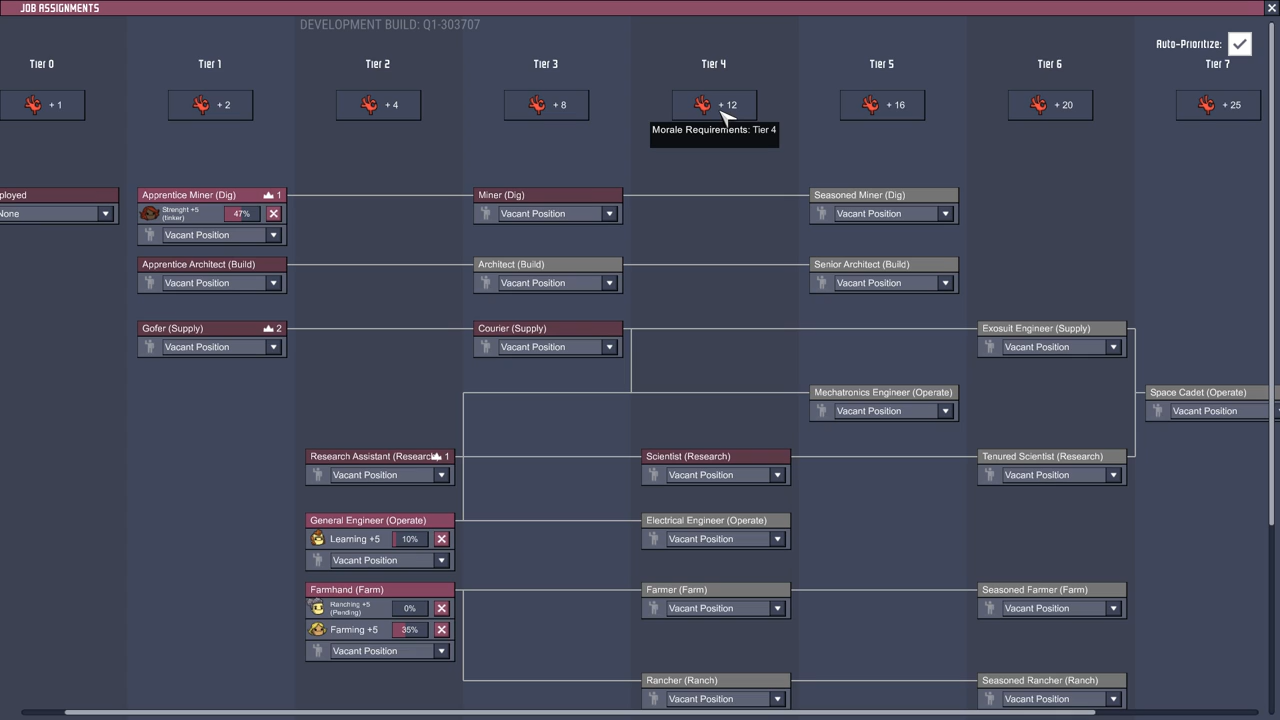 JOB ASSIGNMENTS
DEVELOPMENT BUILD: Q1-303707
Auto-Prioritize:
Tier 0 Tier 1 Tier 2 Tier 3 Tier 4 Tier 5 Tier 6 Tier 7
+ 1 + 2 + 4 + 8 + 12 + 16 + 20 + 25
Morale Requirements: Tier 4
ployed Apprentice Miner (Dig) 1 Miner (Dig) Seasoned Miner (Dig)
None Strenght +5 47% Vacant Position Vacant Position
(tinker)
Vacant Position
Apprentice Architect (Build) Architect (Build) Senior Architect (Build)
Vacant Position Vacant Position Vacant Position
Gofer (Supply) 2 Courier (Supply) Exosuit Engineer (Supply)
Vacant Position Vacant Position Vacant Position
Mechatronics Engineer (Operate) Space Cadet (Operate)
Vacant Position Vacant Position
Research Assistant (Research 1 Scientist (Research) Tenured Scientist (Research)
Vacant Position Vacant Position Vacant Position
General Engineer (Operate) Electrical Engineer (Operate)
Learning +5 10% Vacant Position
Vacant Position
Farmhand (Farm) Farmer (Farm) Seasoned Farmer (Farm)
Ranching +5 0% Vacant Position Vacant Position
(Pending)
Farming +5 35%
Vacant Position
Rancher (Ranch) Seasoned Rancher (Ranch)
Vacant Position Vacant Position